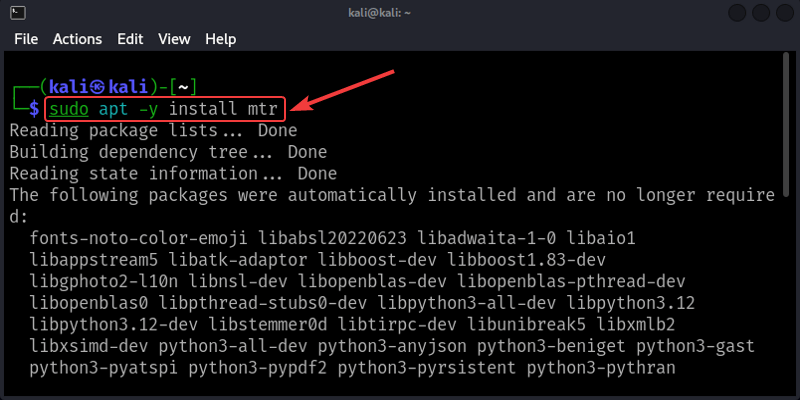 kali@kali: ~
File Actions Edit View Help
┌──(kali㉿kali)-[~]
└─$ sudo apt -y install mtr
Reading package lists... Done
Building dependency tree... Done
Reading state information... Done
The following packages were automatically installed and are no longer require
d:
fonts-noto-color-emoji libabsl20220623 libadwaita-1-0 libaio1
libappstream5 libatk-adaptor libboost-dev libboost1.83-dev
libgphoto2-l10n libnsl-dev libopenblas-dev libopenblas-pthread-dev
libopenblas0 libpthread-stubs0-dev libpython3-all-dev libpython3.12
libpython3.12-dev libstemmer0d libtirpc-dev libunibreak5 libxmlb2
libxsimd-dev python3-all-dev python3-anyjson python3-beniget python3-gast
python3-pyatspi python3-pypdf2 python3-pyrsistent python3-pythran